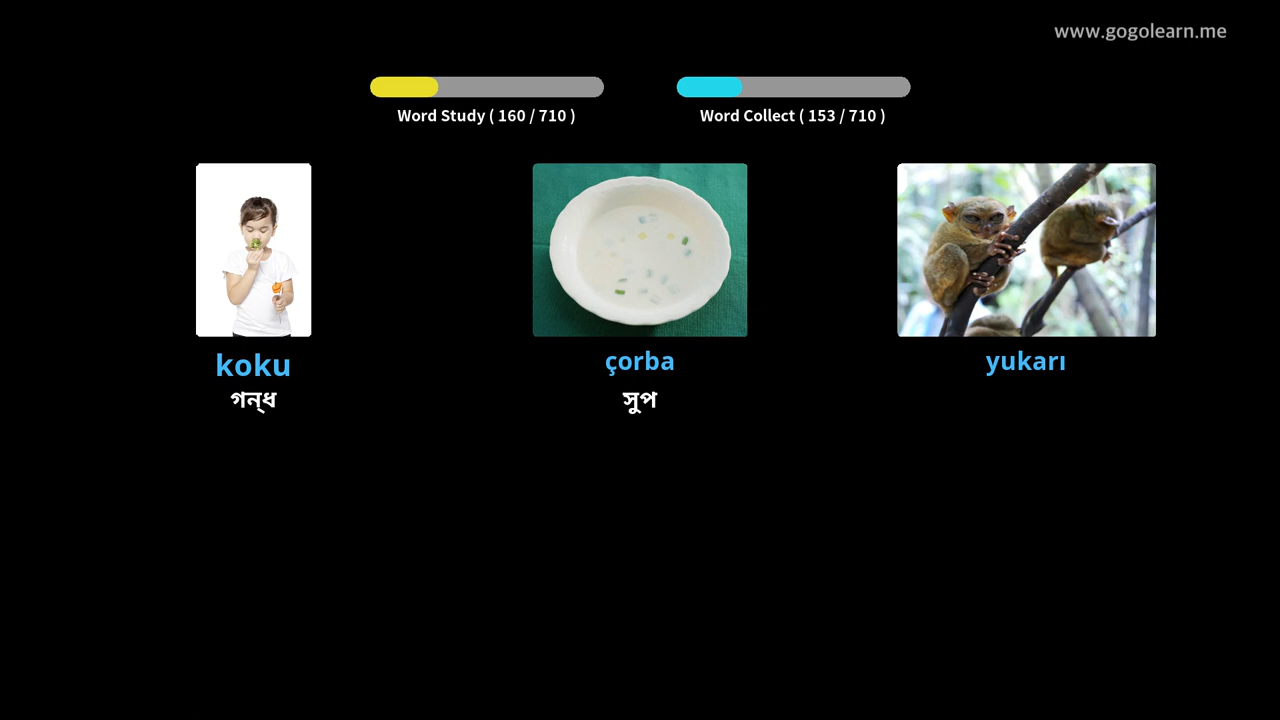 www.gogolearn.me
Word Study ( 160 / 710 )
Word Collect ( 153 / 710 )
koku
গন্ধ
çorba
সুপ
yukarı